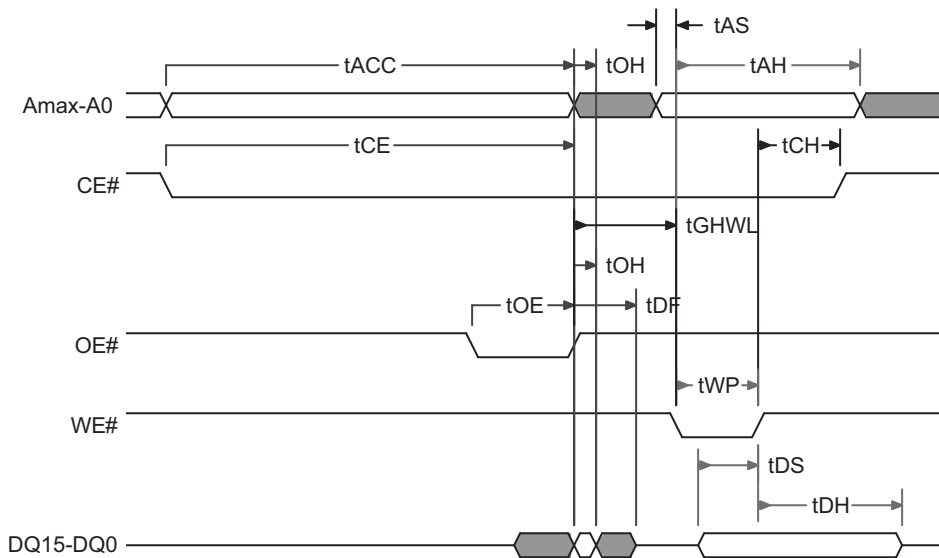 tAS
tACC
tOH
tAH
Amax-A0
tCE
tCH
CE#
tGHWL
tOH
tOE
tDF
OE#
tWP
WE#
tDS
tDH
DQ15-DQ0